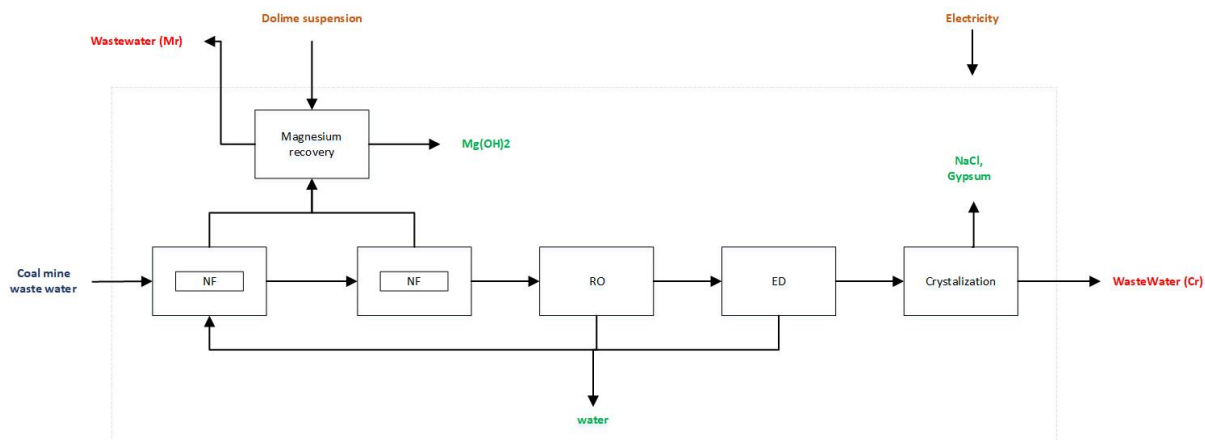 Dolime suspension
Electricity
Wastewater (Mr)
Magnesium
recovery
Mg(OH)2
NaCl,
Gypsum
Coal mine
waste water
NF
NF
RO
ED
Crystalization
WasteWater (Cr)
water